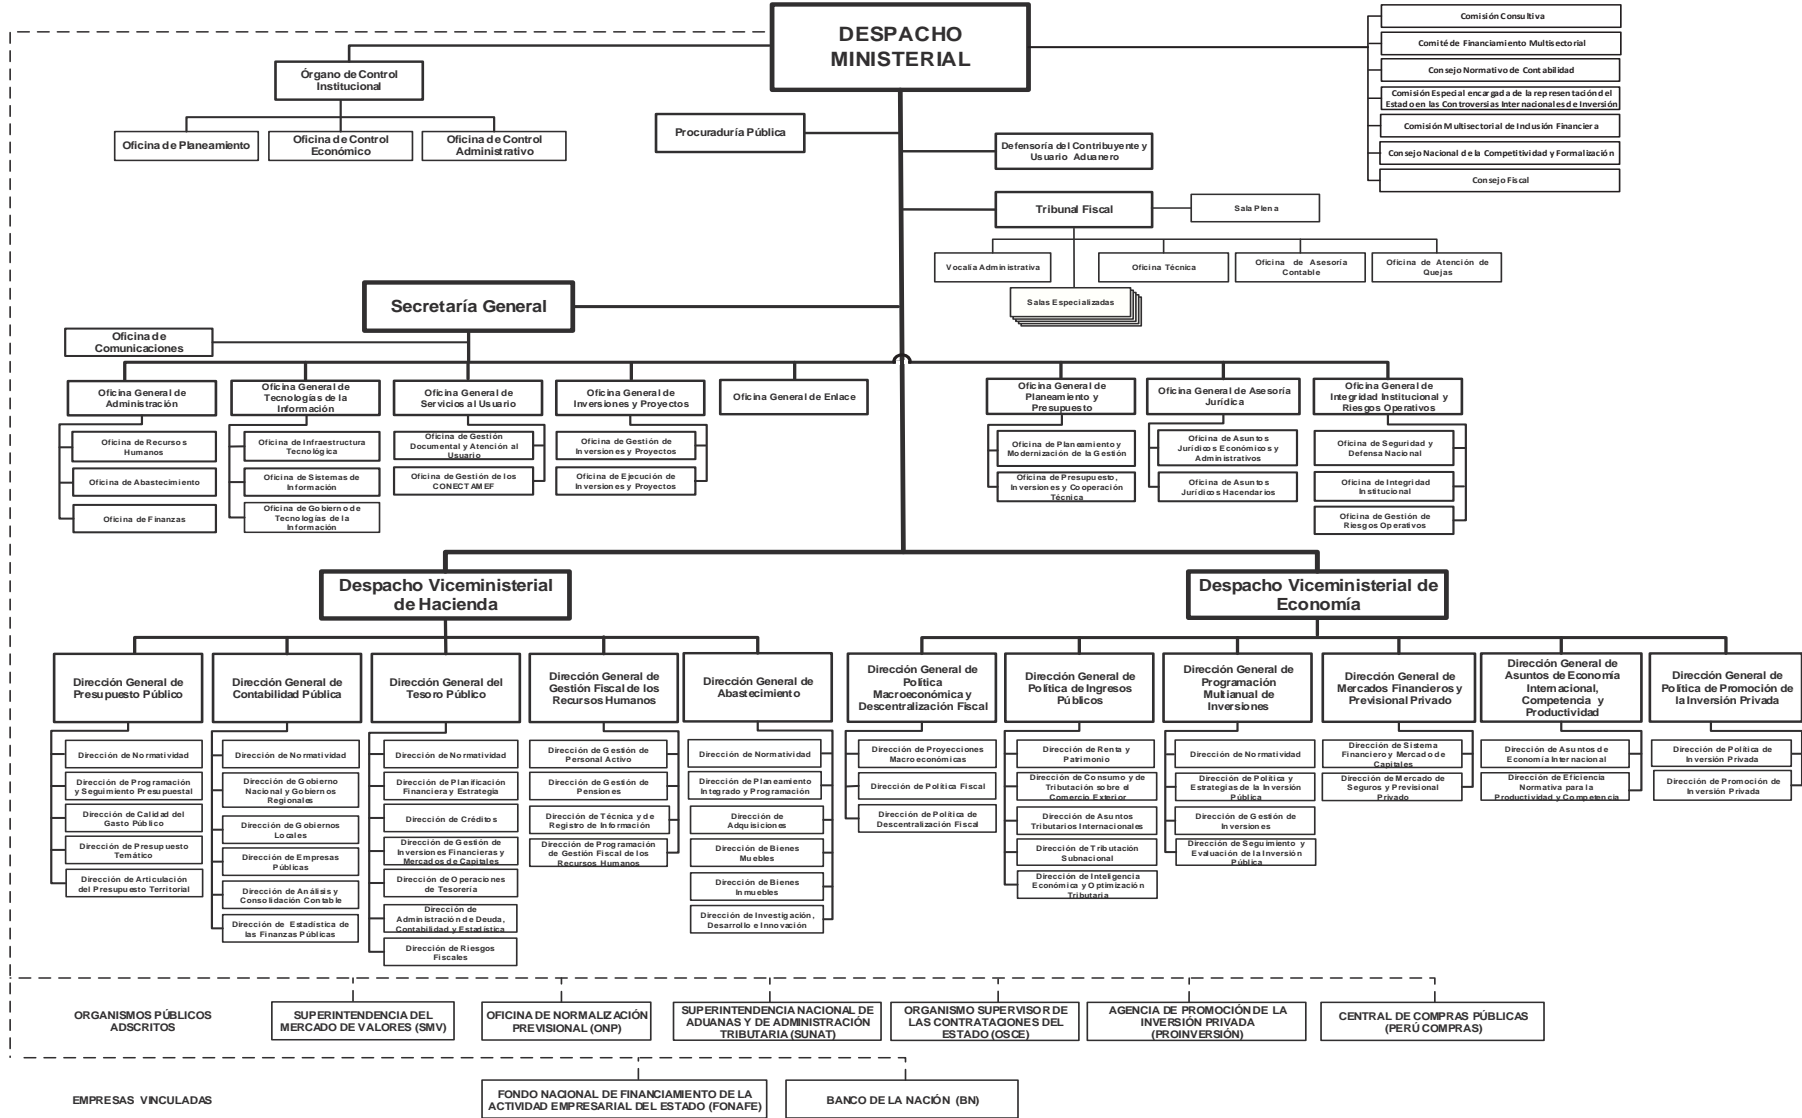 DESPACHO
MINISTERIAL
Comisión Consultiva
Comité de Financiamiento Multisectorial
Consejo Normativo de Contabilidad
Comisión Especial encargada de la representación del
Estado en las Controversias Internacionales de Inversión
Comisión Multisectorial de Inclusión Financiera
Consejo Nacional de la Competitividad y Formalización
Consejo Fiscal
Órgano de Control
Institucional
Oficina de Planeamiento
Oficina de Control
Económico
Oficina de Control
Administrativo
Procuraduría Pública
Defensoría del Contribuyente y
Usuario Aduanero
Tribunal Fiscal
Sala Plena
Vocalía Administrativa
Oficina Técnica
Oficina de Asesoría
Contable
Oficina de Atención de
Quejas
Salas Especializadas
Secretaría General
Oficina de
Comunicaciones
Oficina General de
Administración
Oficina General de
Tecnologías de la
Información
Oficina General de
Servicios al Usuario
Oficina General de
Inversiones y Proyectos
Oficina General de Enlace
Oficina General de
Planeamiento y
Presupuesto
Oficina General de Asesoría
Jurídica
Oficina General de
Integridad Institucional y
Riesgos Operativos
Oficina de Recursos
Humanos
Oficina de Abastecimiento
Oficina de Finanzas
Oficina de Infraestructura
Tecnológica
Oficina de Sistemas de
Información
Oficina de Gobierno de
Tecnologías de la
Información
Oficina de Gestión
Documental y Atención al
Usuario
Oficina de Gestión de los
CONECTAMEF
Oficina de Gestión de
Inversiones y Proyectos
Oficina de Ejecución de
Inversiones y Proyectos
Oficina de Planeamiento y
Modernización de la Gestión
Oficina de Presupuesto,
Inversiones y Cooperación
Técnica
Oficina de Asuntos
Jurídicos Económicos y
Administrativos
Oficina de Asuntos
Jurídicos Hacendarios
Oficina de Seguridad y
Defensa Nacional
Oficina de Integridad
Institucional
Oficina de Gestión de
Riesgos Operativos
Despacho Viceministerial
de Hacienda
Despacho Viceministerial de
Economía
Dirección General de
Presupuesto Público
Dirección General de
Contabilidad Pública
Dirección General del
Tesoro Público
Dirección General de
Gestión Fiscal de los
Recursos Humanos
Dirección General de
Abastecimiento
Dirección General de
Política
Macroeconómica y
Descentralización Fiscal
Dirección General de
Política de Ingresos
Públicos
Dirección General de
Programación
Multianual de
Inversiones
Dirección General de
Mercados Financieros y
Previsional Privado
Dirección General de
Asuntos de Economía
Internacional,
Competencia y
Productividad
Dirección General de
Política de Promoción de
la Inversión Privada
Dirección de Normatividad
Dirección de Programación
y Seguimiento Presupuestal
Dirección de Calidad del
Gasto Público
Dirección de Presupuesto
Temático
Dirección de Articulación
del Presupuesto Territorial
Dirección de Normatividad
Dirección de Gobierno
Nacional y Gobiernos
Regionales
Dirección de Gobiernos
Locales
Dirección de Empresas
Públicas
Dirección de Análisis y
Consolidación Contable
Dirección de Estadística de
las Finanzas Públicas
Dirección de Normatividad
Dirección de Planificación
Financiera y Estrategia
Dirección de Créditos
Dirección de Gestión de
Inversiones Financieras y
Mercados de Capitales
Dirección de Operaciones
de Tesorería
Dirección de
Administración de Deuda,
Contabilidad y Estadística
Dirección de Riesgos
Fiscales
Dirección de Gestión de
Personal Activo
Dirección de Gestión de
Pensiones
Dirección de Técnica y de
Registro de Información
Dirección de Programación
de Gestión Fiscal de los
Recursos Humanos
Dirección de Normatividad
Dirección de Planeamiento
Integrado y Programación
Dirección de
Adquisiciones
Dirección de Bienes
Muebles
Dirección de Bienes
Inmuebles
Dirección de Investigación,
Desarrollo e Innovación
Dirección de Proyecciones
Macroeconómicas
Dirección de Política Fiscal
Dirección de Política de
Descentralización Fiscal
Dirección de Renta y
Patrimonio
Dirección de Consumo y de
Tributación sobre el
Comercio Exterior
Dirección de Asuntos
Tributarios Internacionales
Dirección de Tributación
Subnacional
Dirección de Inteligencia
Económica y Optimización
Tributaria
Dirección de Normatividad
Dirección de Política y
Estrategias de la Inversión
Pública
Dirección de Gestión de
Inversiones
Dirección de Seguimiento y
Evaluación de la Inversión
Pública
Dirección de Sistema
Financiero y Mercado de
Capitales
Dirección de Mercado de
Seguros y Previsional
Privado
Dirección de Asuntos de
Economía Internacional
Dirección de Eficiencia
Normativa para la
Productividad y Competencia
Dirección de Política de
Inversión Privada
Dirección de Promoción de
Inversión Privada
ORGANISMOS PÚBLICOS
ADSCRITOS
SUPERINTENDENCIA DEL
MERCADO DE VALORES (SMV)
OFICINA DE NORMALIZACIÓN
PREVISIONAL (ONP)
SUPERINTENDENCIA NACIONAL DE
ADUANAS Y DE ADMINISTRACIÓN
TRIBUTARIA (SUNAT)
ORGANISMO SUPERVISOR DE
LAS CONTRATACIONES DEL
ESTADO (OSCE)
AGENCIA DE PROMOCIÓN DE LA
INVERSIÓN PRIVADA
(PROINVERSIÓN)
CENTRAL DE COMPRAS PÚBLICAS
(PERÚ COMPRAS)
EMPRESAS VINCULADAS
FONDO NACIONAL DE FINANCIAMIENTO DE LA
ACTIVIDAD EMPRESARIAL DEL ESTADO (FONAFE)
BANCO DE LA NACIÓN (BN)